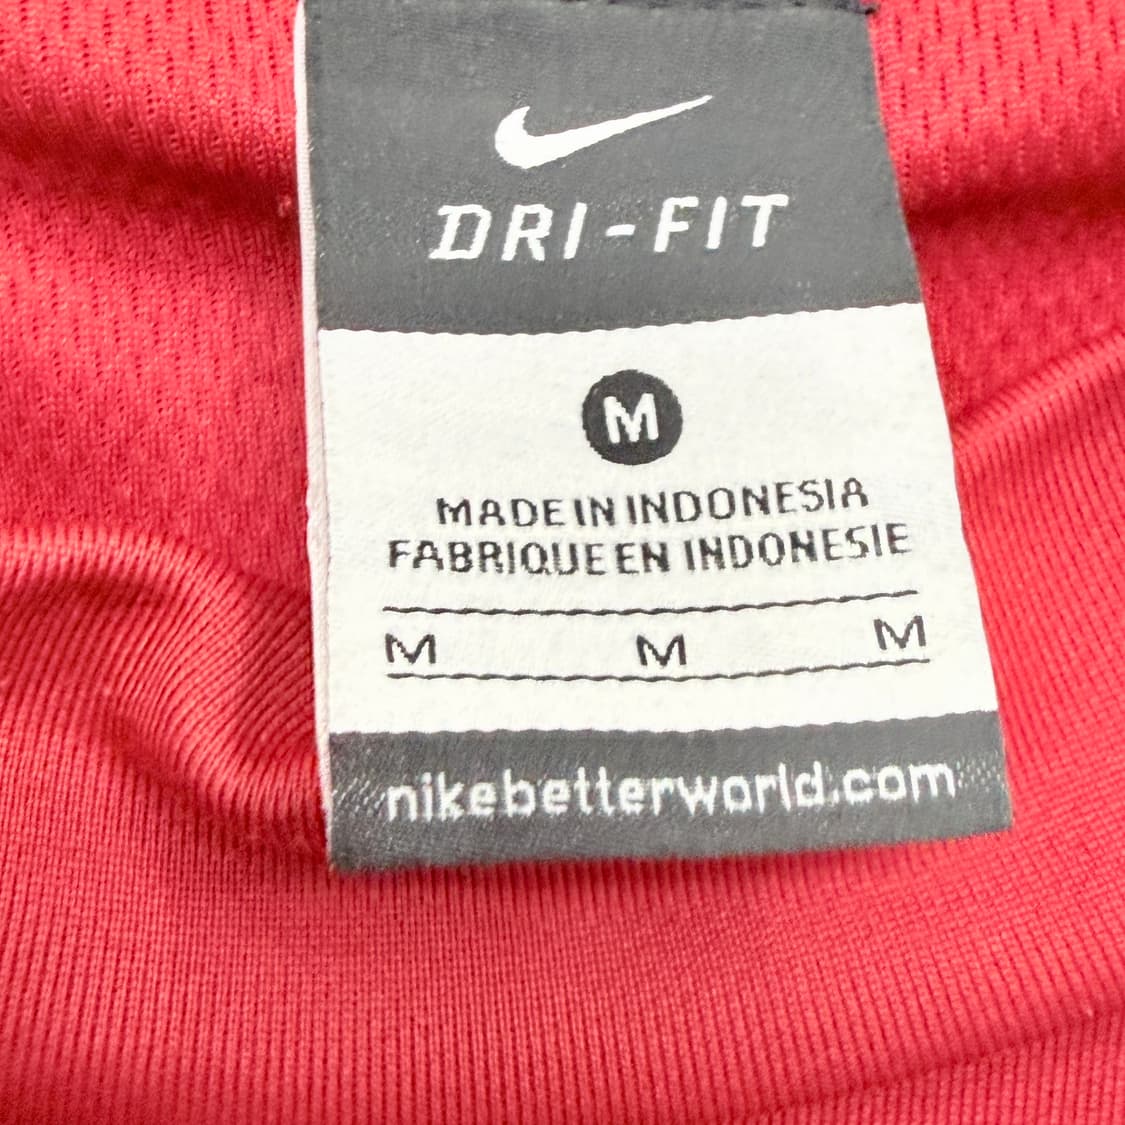 DRI-FIT
M
MADE IN INDONESIA
FABRIQUE EN INDONESIE
M M M
nikebetterworld.com